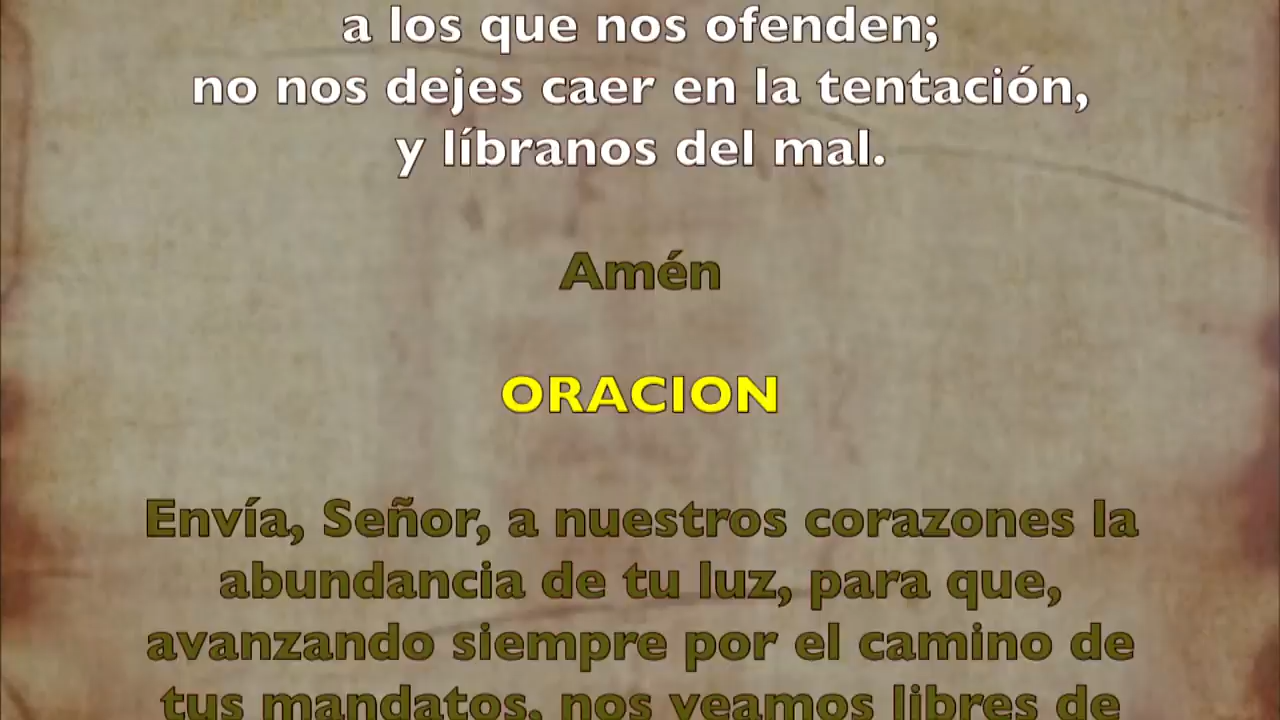 a los que nos ofenden;
no nos dejes caer en la tentación,
y líbranos del mal.
Amén
ORACION
Envía, Señor, a nuestros corazones la
abundancia de tu luz, para que,
avanzando siempre por el camino de
tus mandatos, nos veamos libres de